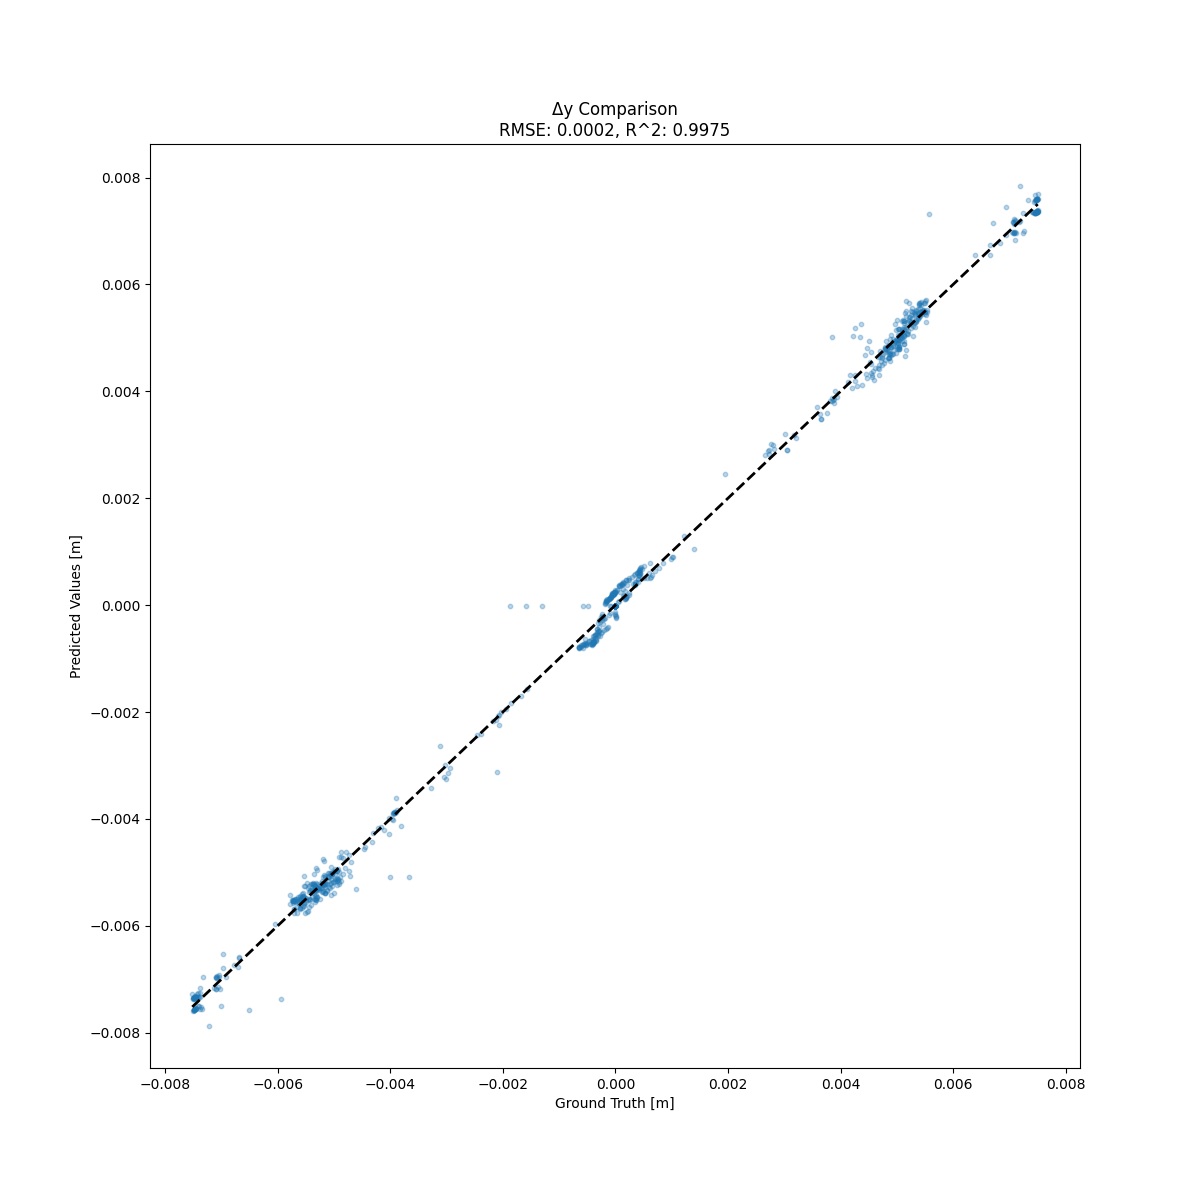 Δy Comparison
RMSE: 0.0002, R^2: 0.9975
0.008
0.006
0.004
0.002
0.000
−0.002
−0.004
−0.006
−0.008
Predicted Values [m]
−0.008 −0.006 −0.004 −0.002 0.000 0.002 0.004 0.006 0.008
Ground Truth [m]